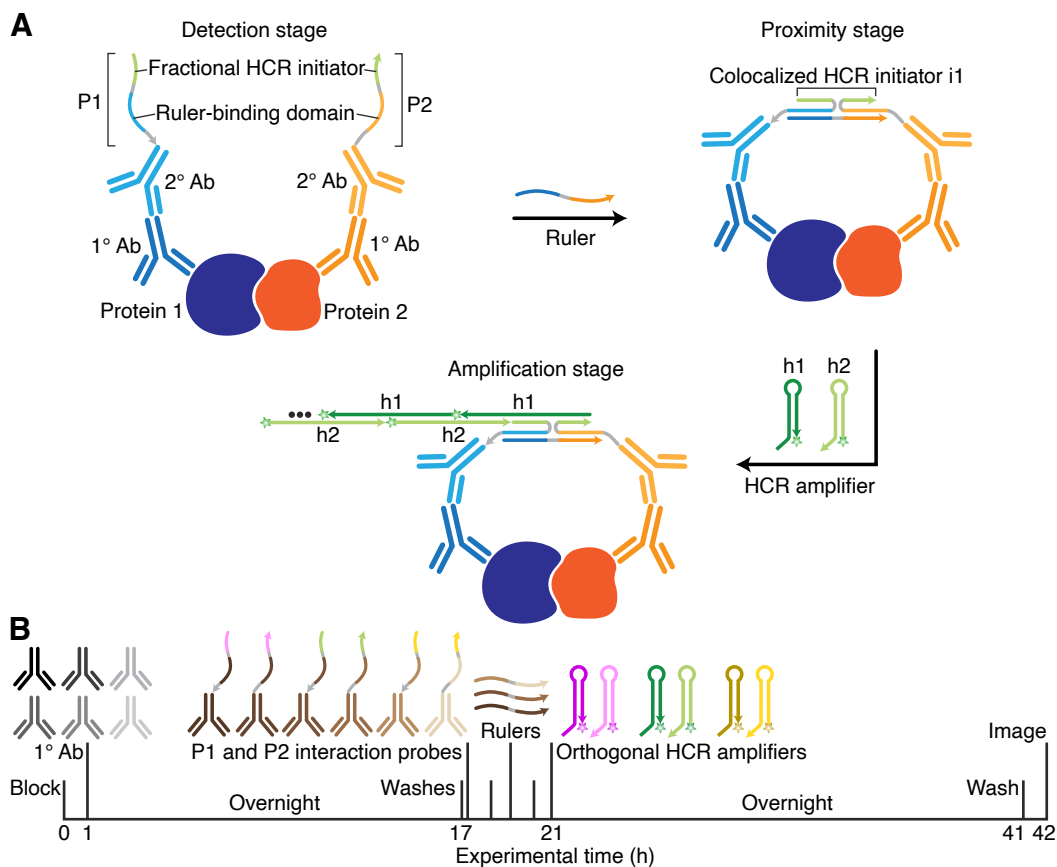 A
Detection stage
Proximity stage
Fractional HCR initiator
P1
P2
Ruler-binding domain
Colocalized HCR initiator i1
2° Ab
2° Ab
1° Ab
1° Ab
Protein 1
Protein 2
Ruler
Amplification stage
h1
h1
h2
h2
h1
h2
HCR amplifier
B
1° Ab
P1 and P2 interaction probes
Rulers
Orthogonal HCR amplifiers
Image
Block
Overnight
Washes
Overnight
Wash
0
1
17
21
41
42
Experimental time (h)